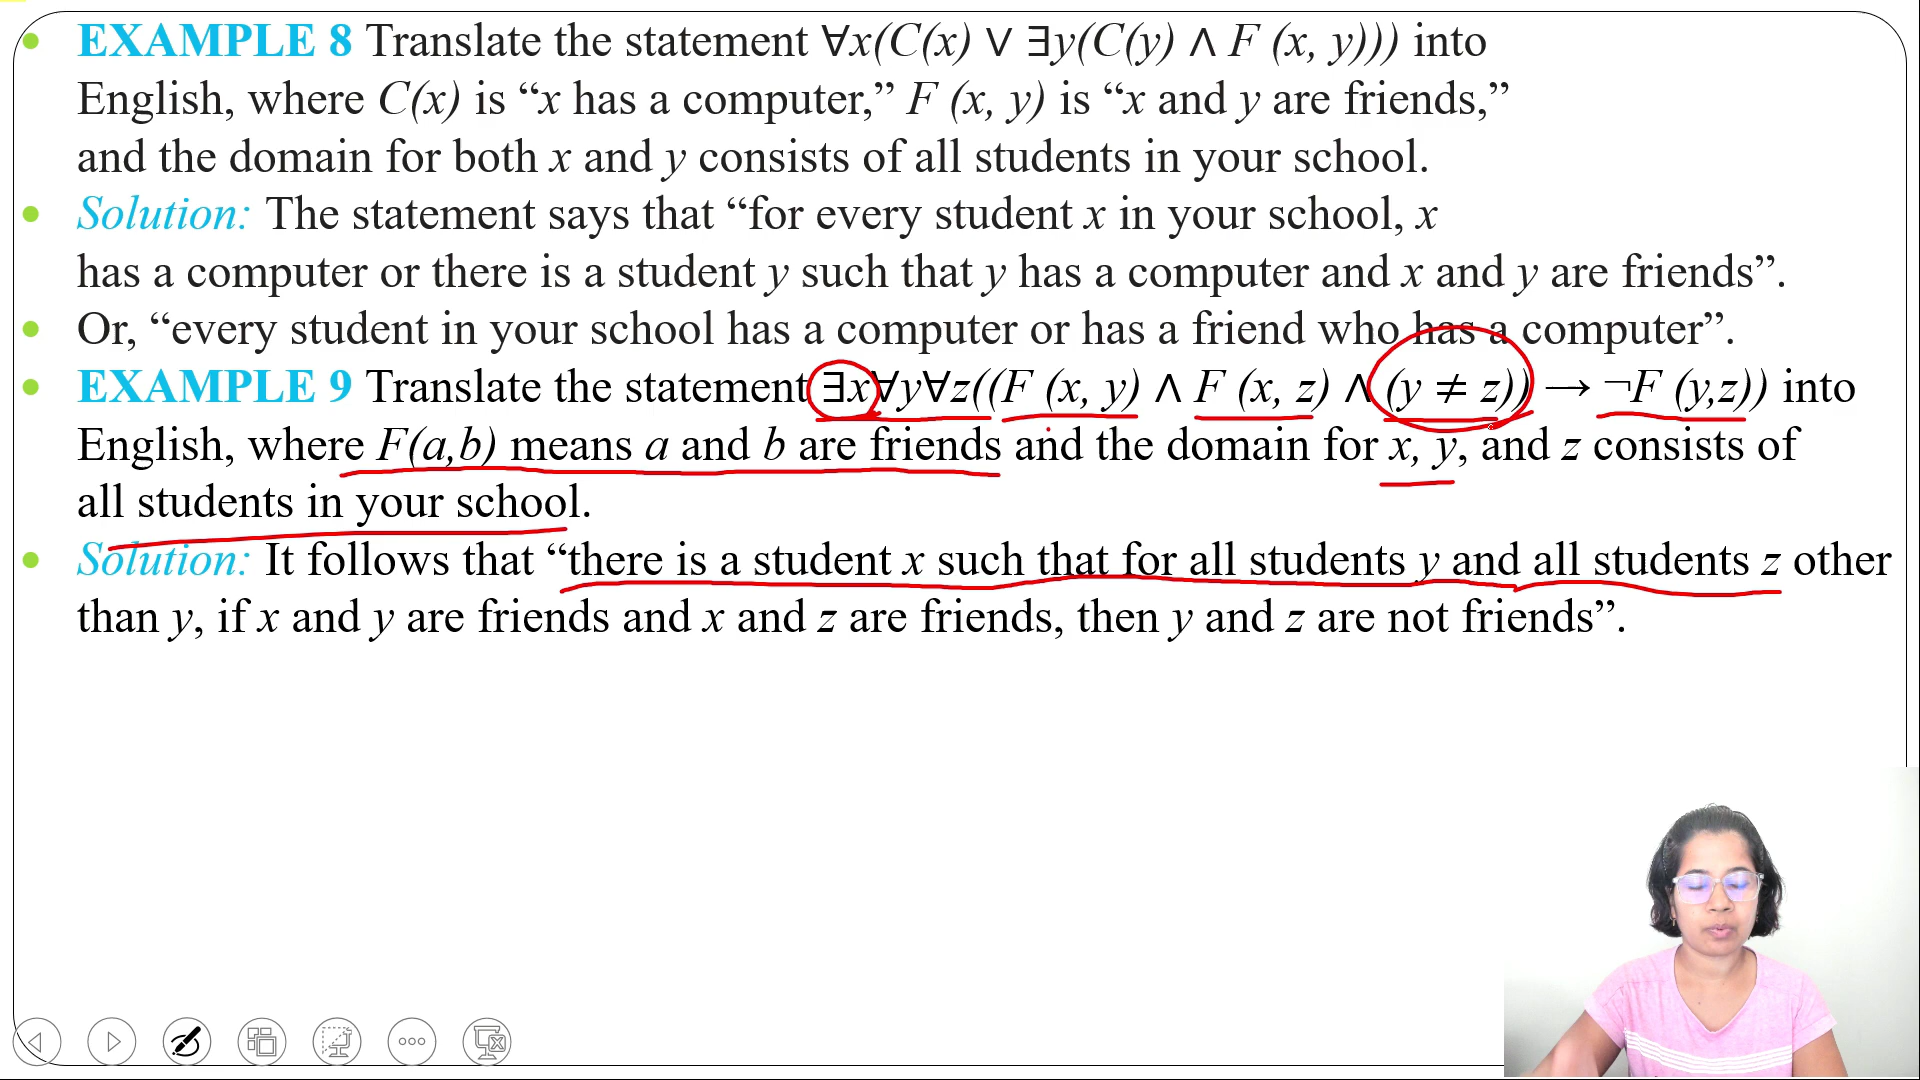 • EXAMPLE 8 Translate the statement ∀x(C(x) ∨ ∃y(C(y) ∧ F (x, y))) into
English, where C(x) is “x has a computer,” F (x, y) is “x and y are friends,”
and the domain for both x and y consists of all students in your school.
• Solution: The statement says that “for every student x in your school, x
has a computer or there is a student y such that y has a computer and x and y are friends”.
• Or, “every student in your school has a computer or has a friend who has a computer”.
• EXAMPLE 9 Translate the statement ∃x∀y∀z((F (x, y) ∧ F (x, z) ∧ (y ≠ z)) → ¬F (y,z)) into
English, where F(a,b) means a and b are friends and the domain for x, y, and z consists of
all students in your school.
• Solution: It follows that “there is a student x such that for all students y and all students z other
than y, if x and y are friends and x and z are friends, then y and z are not friends”.